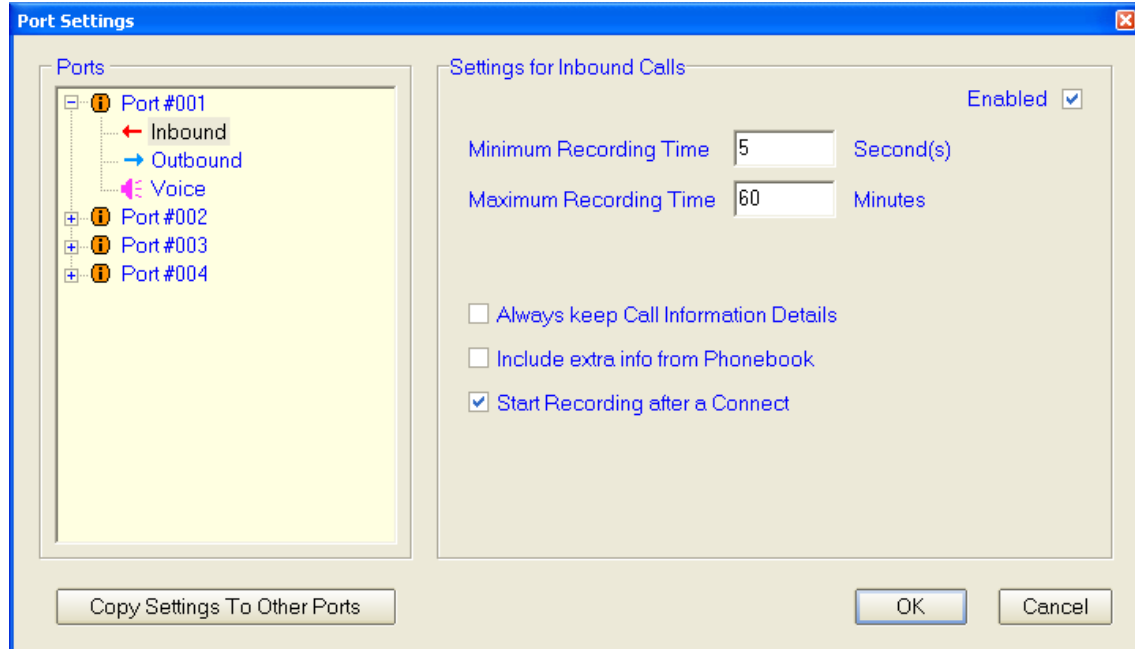 Port Settings
Ports
Port #001
Inbound
Outbound
Voice
Port #002
Port #003
Port #004
Settings for Inbound Calls
Enabled
Minimum Recording Time 5 Second(s)
Maximum Recording Time 60 Minutes
Always keep Call Information Details
Include extra info from Phonebook
Start Recording after a Connect
Copy Settings To Other Ports
OK
Cancel